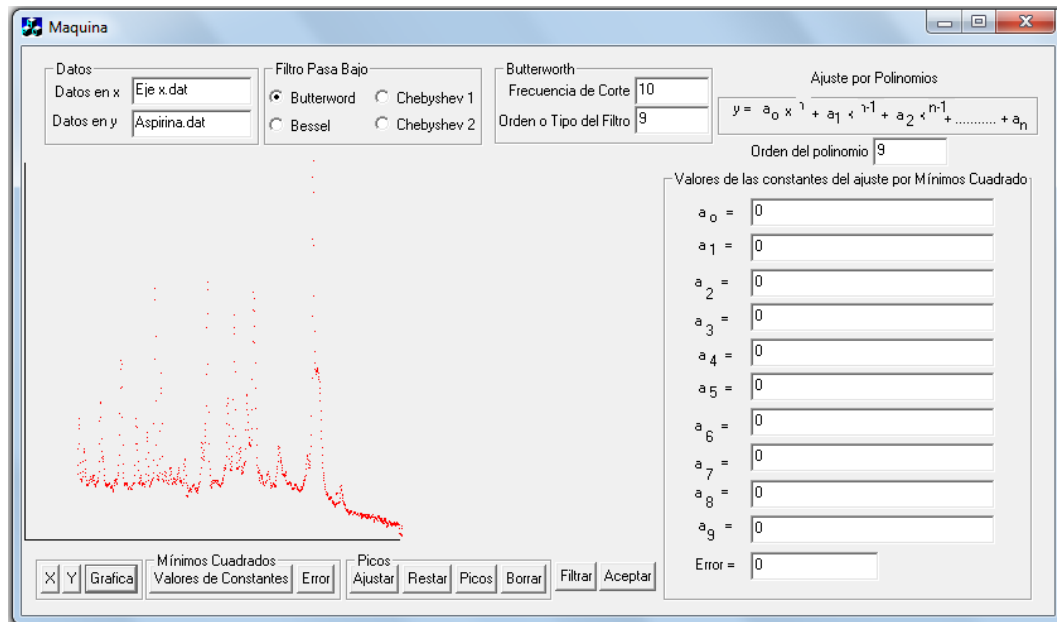 Maquina
Datos
Datos en x Eje x.dat
Datos en y Aspirina.dat
Filtro Pasa Bajo
Butterword Chebyshev 1
Bessel Chebyshev 2
Butterworth
Frecuencia de Corte 10
Orden o Tipo del Filtro 9
Ajuste por Polinomios
y = a o x + a 1 n-1 + a 2 n-1 + ........... + a n
Orden del polinomio 9
Valores de las constantes del ajuste por Mínimos Cuadrado
a o = 0
a 1 = 0
a 2 = 0
a 3 = 0
a 4 = 0
a 5 = 0
a 6 = 0
a 7 = 0
a 8 = 0
a 9 = 0
Error = 0
X Y Grafica
Mínimos Cuadrados
Valores de Constantes Error
Picos
Ajustar Restar Picos Borrar
Filtrar Aceptar